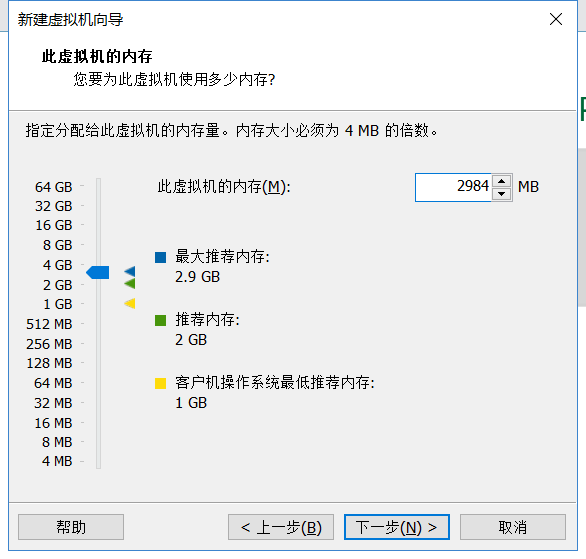 新建虚拟机向导
此虚拟机的内存
您要为此虚拟机使用多少内存?
指定分配给此虚拟机的内存量。内存大小必须为 4 MB 的倍数。
64 GB
32 GB
16 GB
8 GB
4 GB
2 GB
1 GB
512 MB
256 MB
128 MB
64 MB
32 MB
16 MB
8 MB
4 MB
此虚拟机的内存(M): 2984 MB
最大推荐内存:
2.9 GB
推荐内存:
2 GB
客户机操作系统最低推荐内存:
1 GB
帮助 < 上一步(B) 下一步(N) > 取消